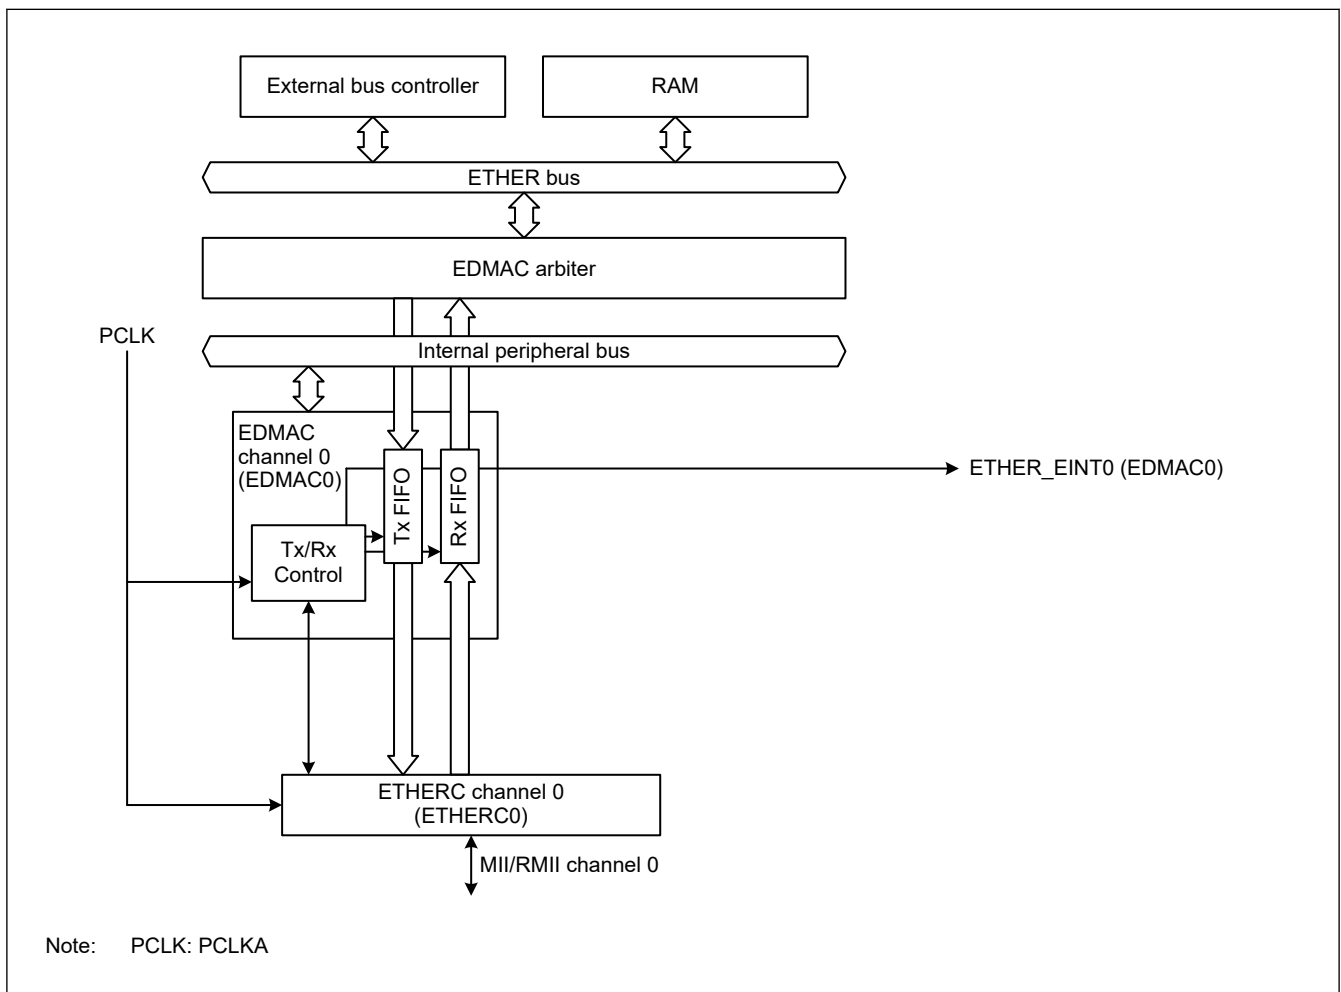 External bus controller
RAM
ETHER bus
EDMAC arbiter
PCLK
Internal peripheral bus
EDMAC
channel 0
(EDMAC0)
Tx FIFO
Rx FIFO
ETHER_EINT0 (EDMAC0)
Tx/Rx
Control
ETHERC channel 0
(ETHERC0)
MII/RMII channel 0
Note: PCLK: PCLKA